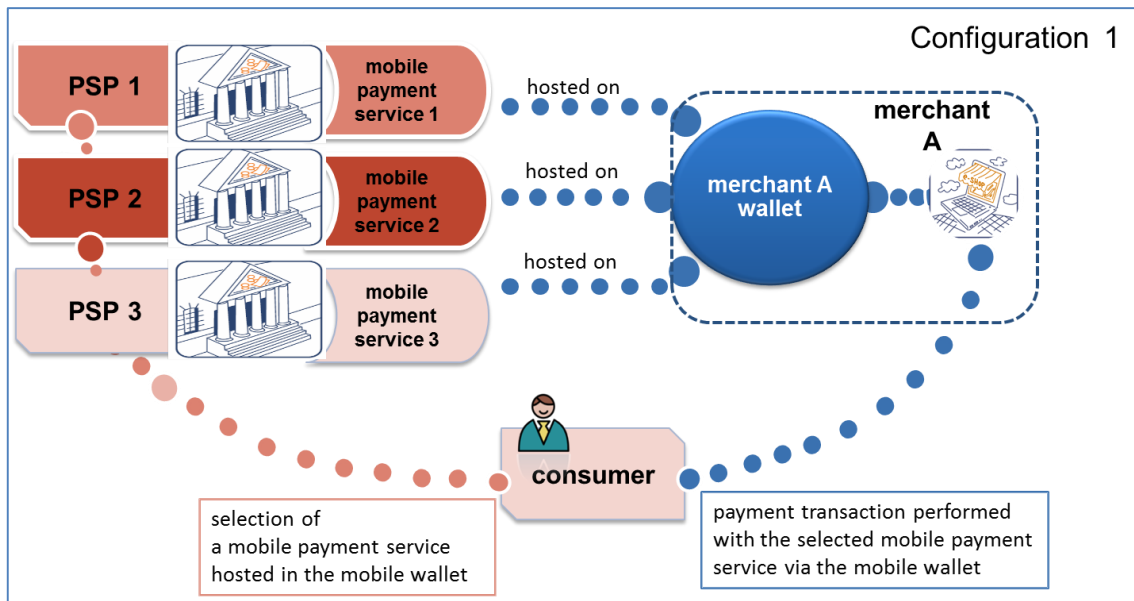 Configuration 1
PSP 1
mobile
payment
service 1
hosted on
PSP 2
mobile
payment
service 2
hosted on
PSP 3
mobile
payment
service 3
hosted on
merchant A
wallet
merchant
A
e-SHOP
consumer
selection of
a mobile payment service
hosted in the mobile wallet
payment transaction performed
with the selected mobile payment
service via the mobile wallet